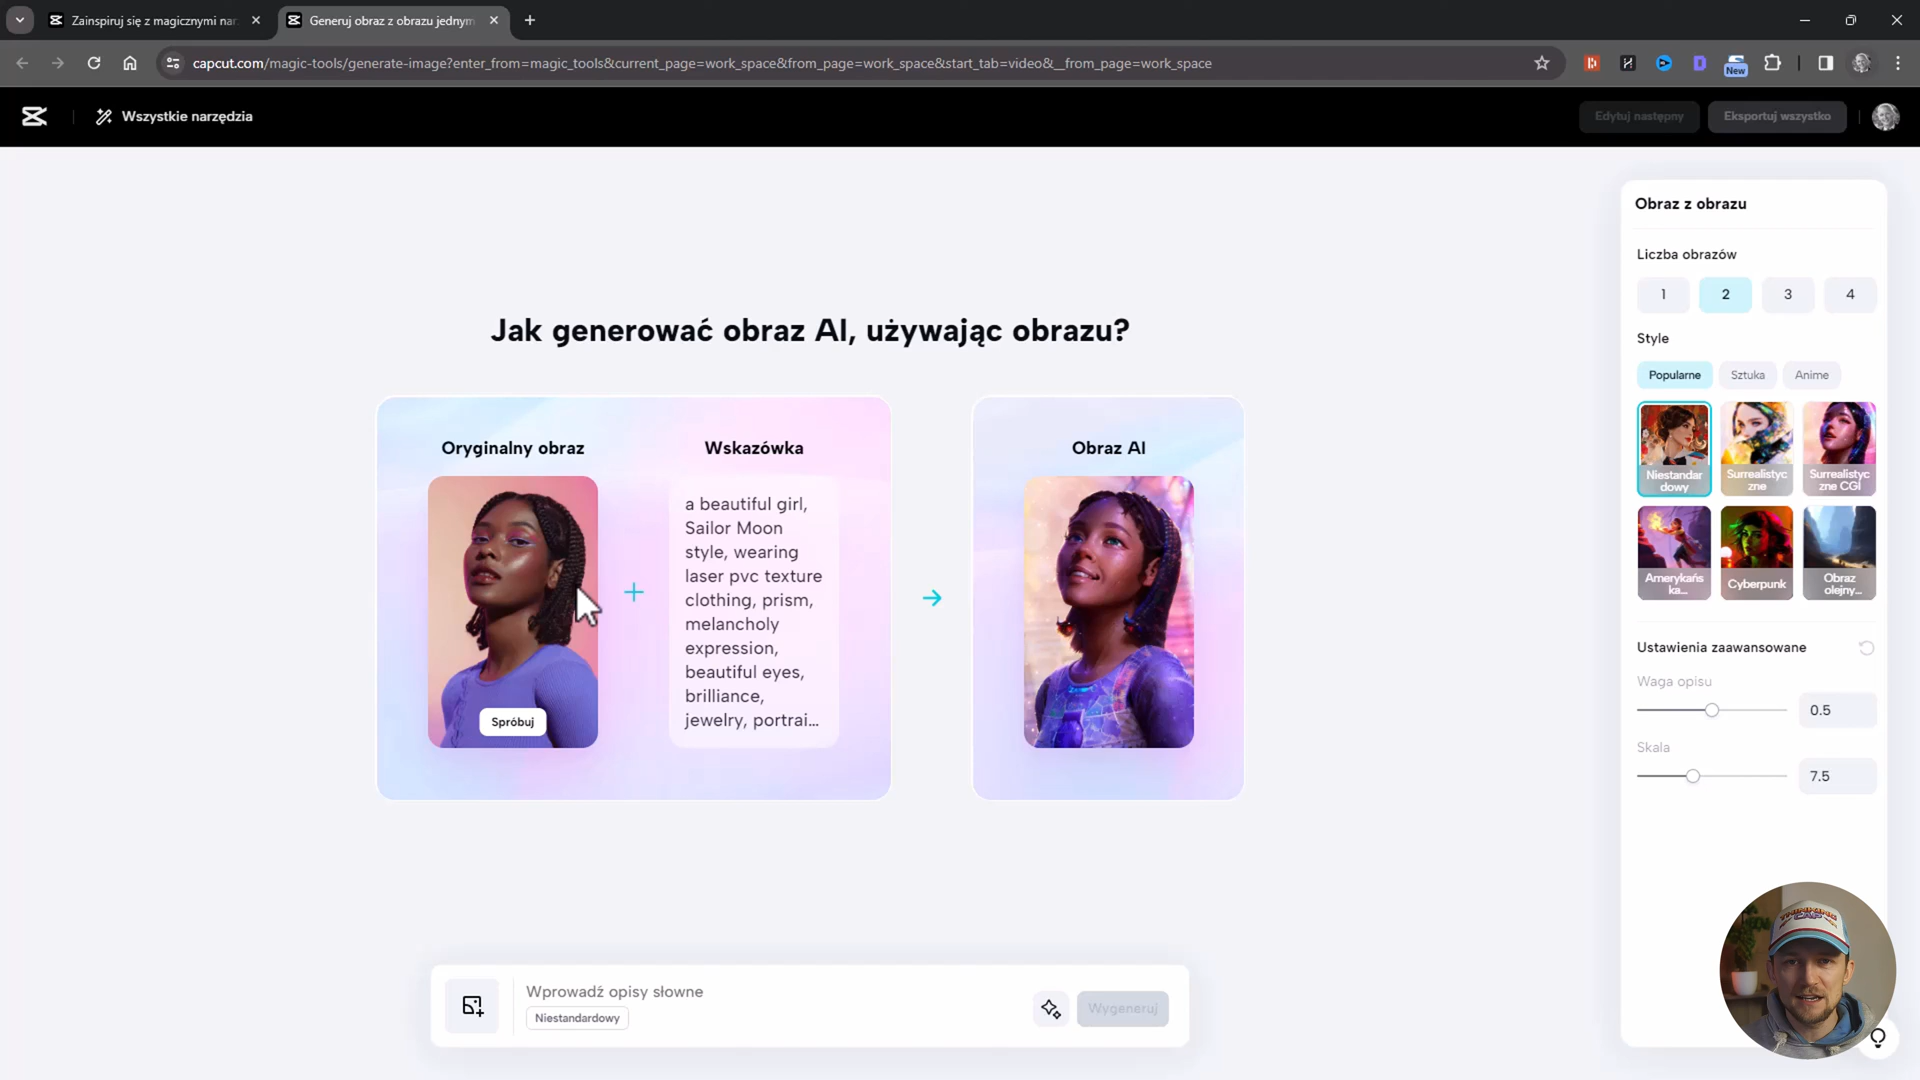 Zainspiruj się z magicznymi nar
Generuj obraz z obrazu jednym
capcut.com/magic-tools/generate-image?enter_from=magic_tools&current_page=work_space&from_page=work_space&start_tab=video&__from_page=work_space
New
Wszystkie narzędzia
Edytuj następny
Eksportuj wszystko
Jak generować obraz AI, używając obrazu?
Oryginalny obraz
Spróbuj
Wskazówka
a beautiful girl,
Sailor Moon
style, wearing
laser pvc texture
clothing, prism,
melancholy
expression,
beautiful eyes,
brilliance,
jewelry, portrai...
Obraz AI
Wprowadź opisy słowne
Niestandardowy
Wygeneruj
Obraz z obrazu
Liczba obrazów
1 2 3 4
Style
Popularne Sztuka Anime
Niestandar
dowy
Surrealistyc
zne
Surrealistyc
zne CGI
Amerykańs
ka...
Cyberpunk
Obraz
olejny...
Ustawienia zaawansowane
Waga opisu
0.5
Skala
7.5
THINKING
CAP